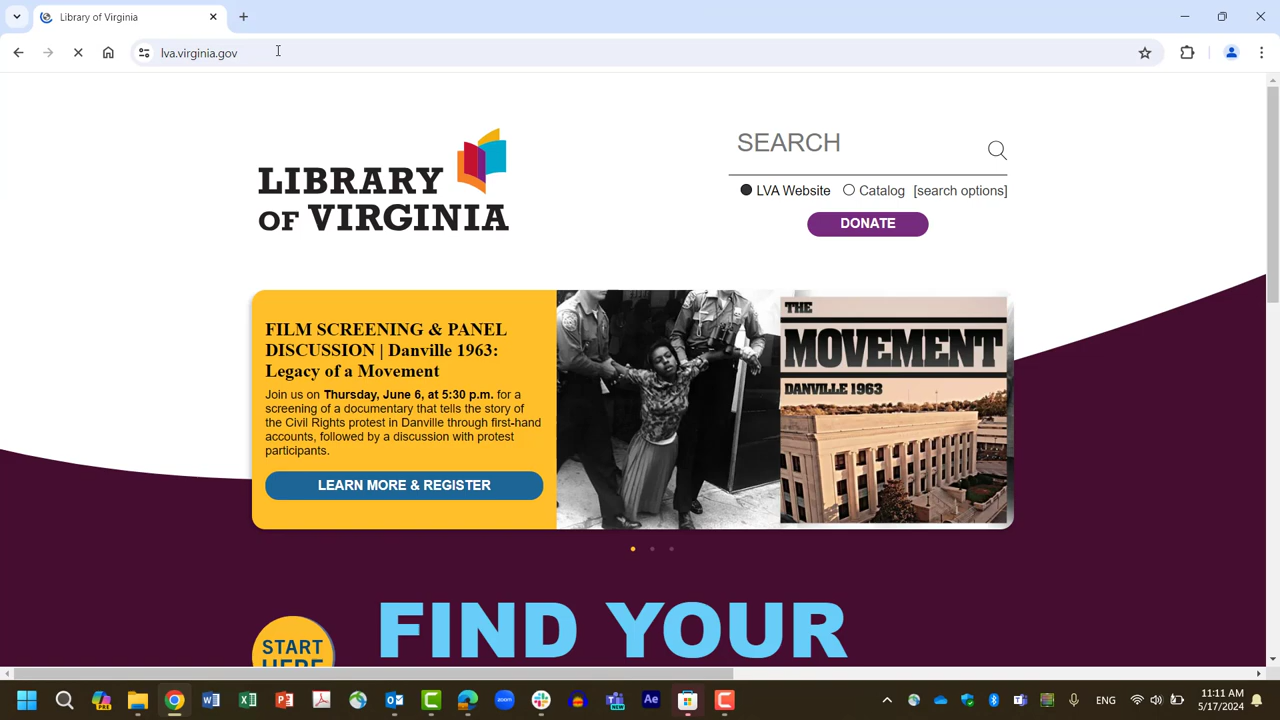 Library of Virginia
lva.virginia.gov
SEARCH
LVA Website Catalog [search options]
DONATE
LIBRARY
OF VIRGINIA
FILM SCREENING & PANEL
DISCUSSION | Danville 1963:
Legacy of a Movement
Join us on Thursday, June 6, at 5:30 p.m. for a
screening of a documentary that tells the story of
the Civil Rights protest in Danville through first-hand
accounts, followed by a discussion with protest
participants.
LEARN MORE & REGISTER
THE
MOVEMENT
DANVILLE 1963
START
HERE
FIND YOUR
PRE
NEW
zoom
Ae
ENG
11:11 AM
5/17/2024